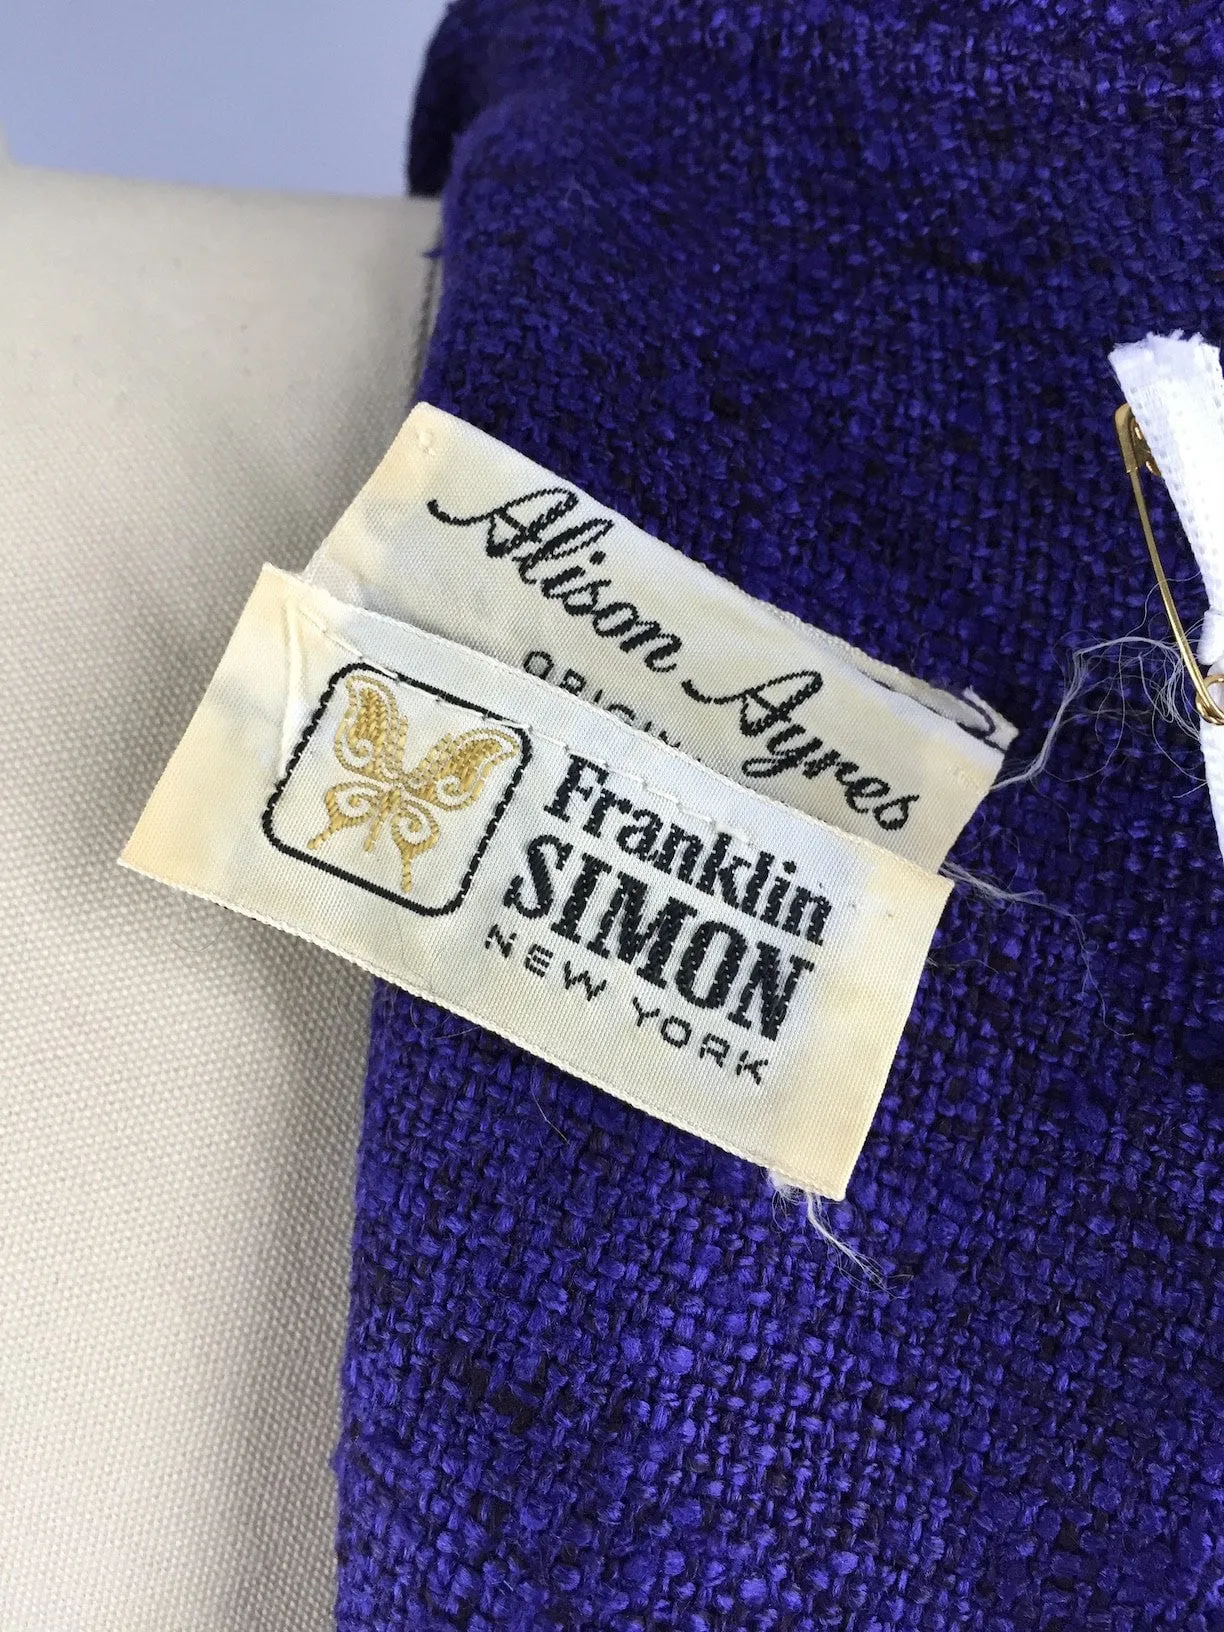 Alison Ayres
Franklin
SIMON
NEW YORK